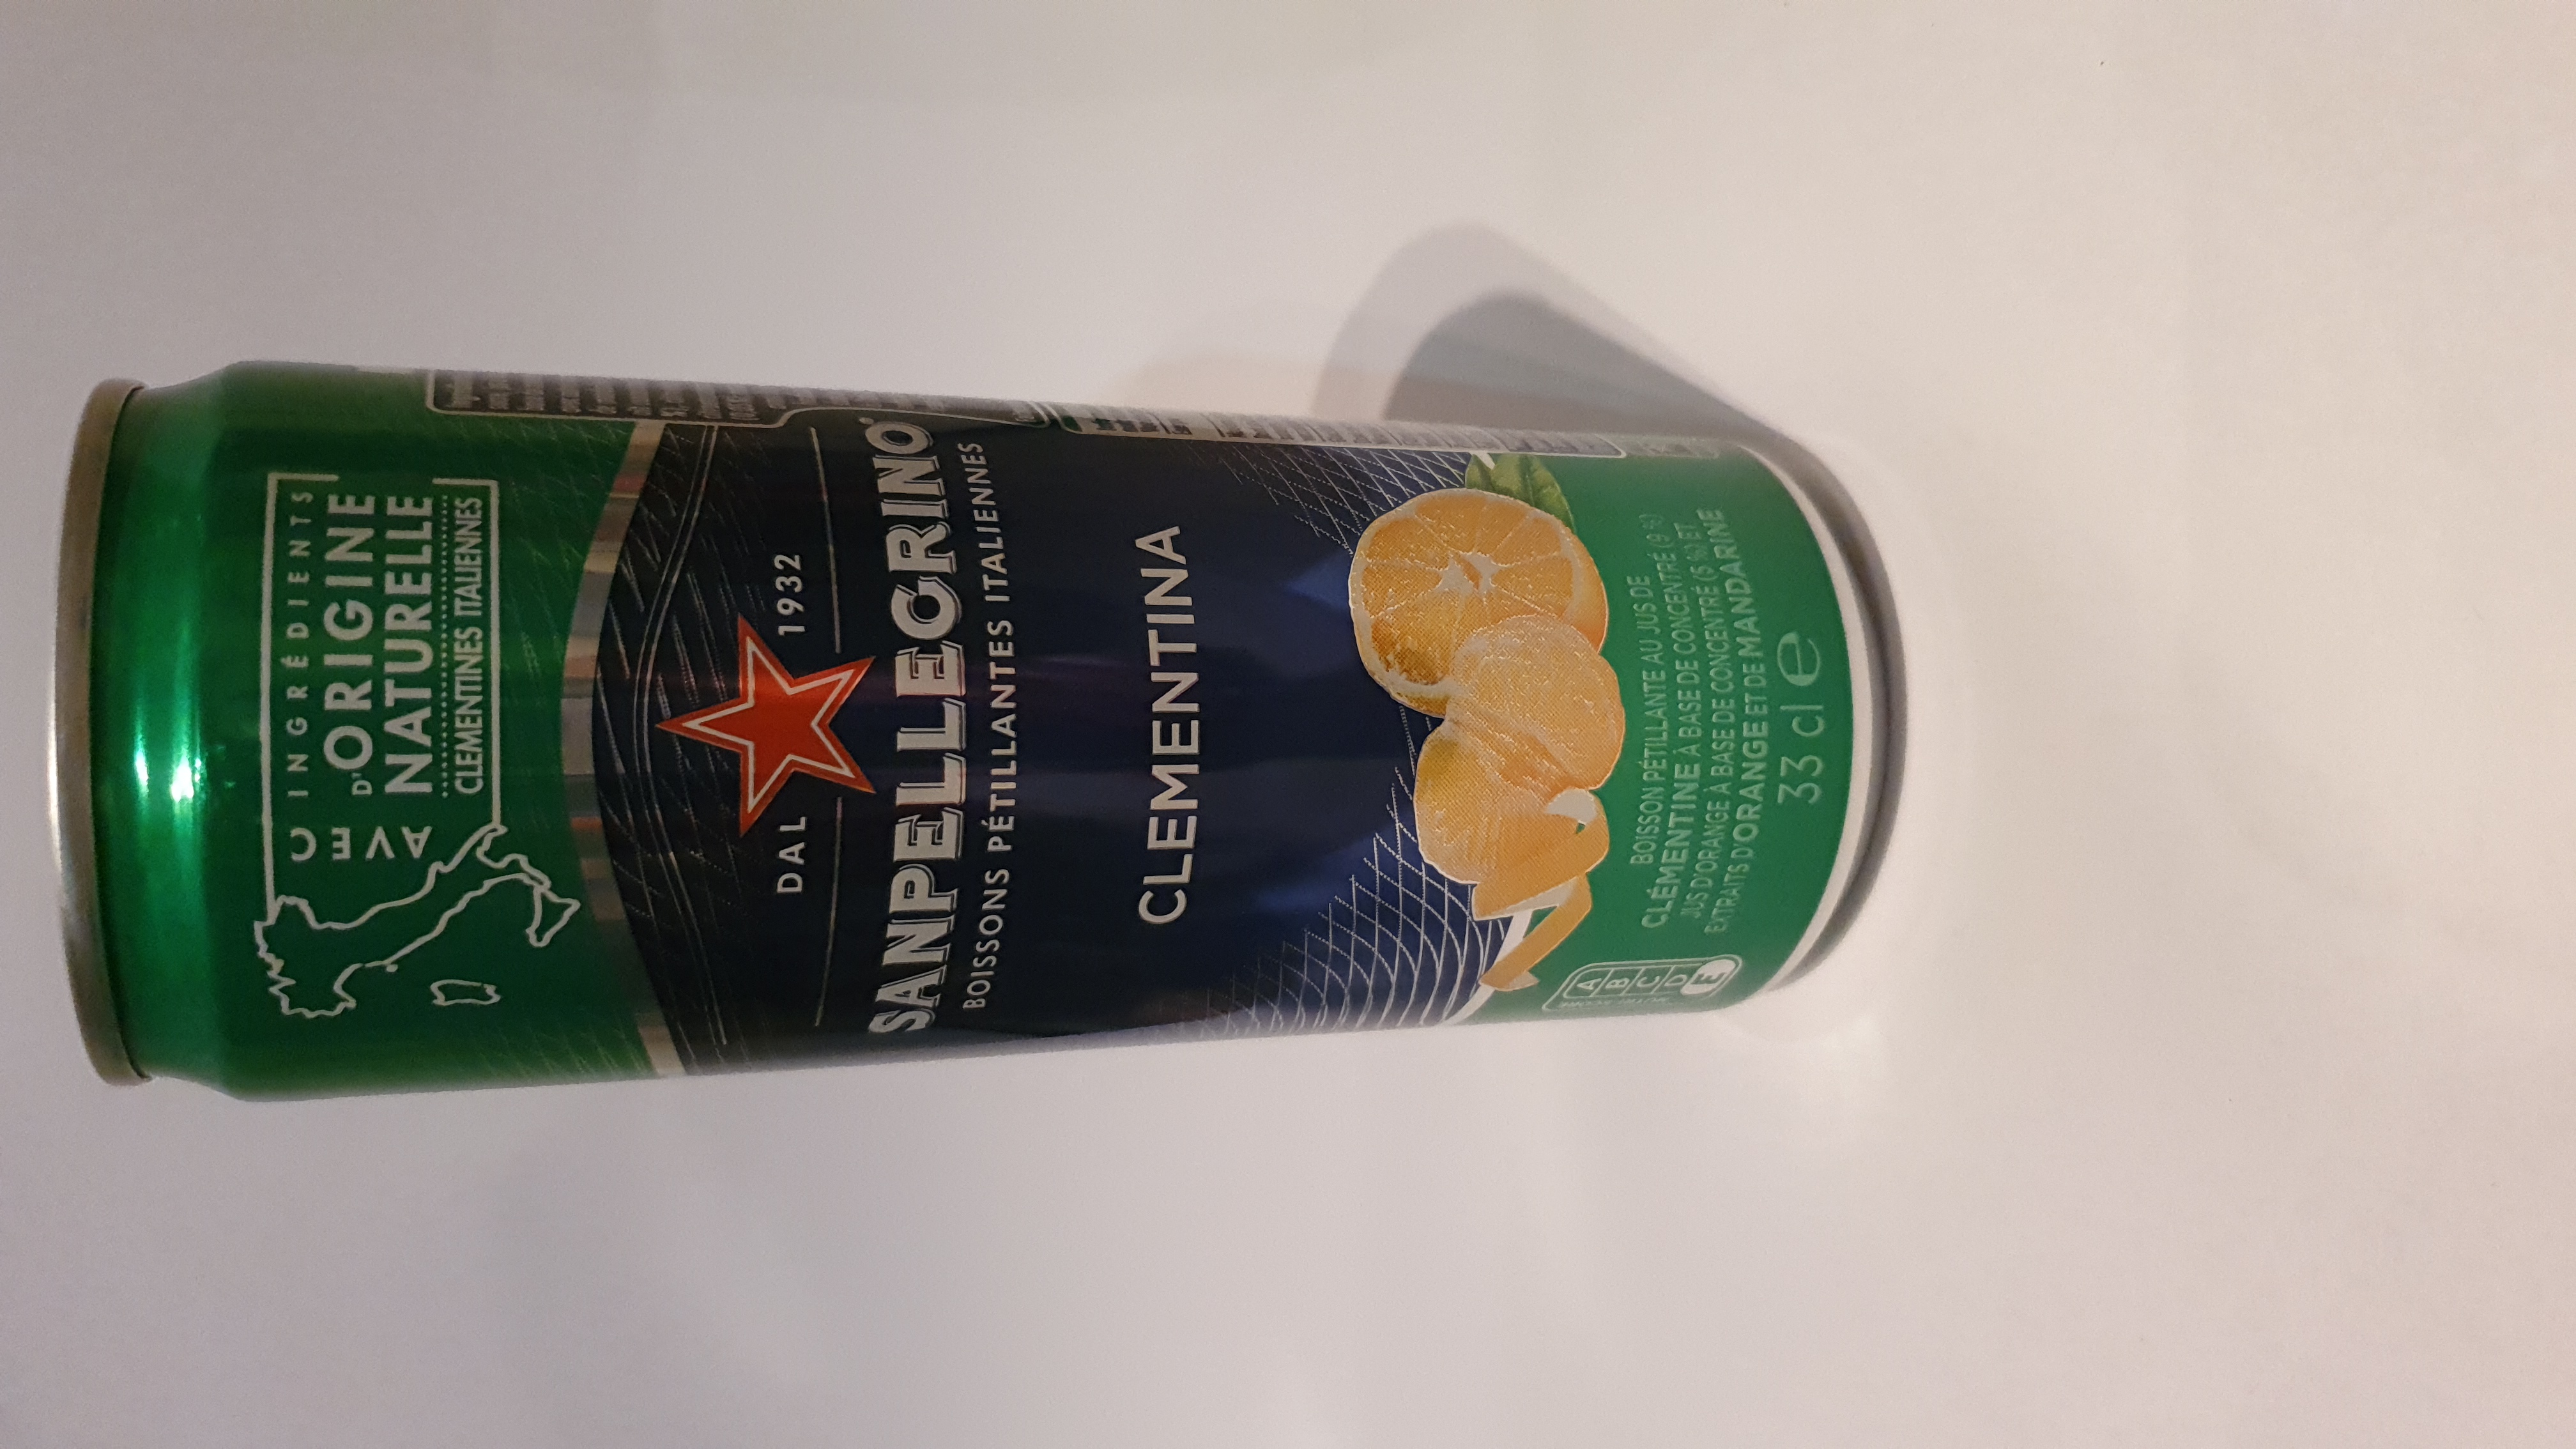 AVEC
INGRÉDIENTS
D'ORIGINE
NATURELLE
CLEMENTINES ITALIENNES
DAL 1932
SANPELLEGRINO
BOISSONS PÉTILLANTES ITALIENNES
CLEMENTINA
A
B
C
D
E
BOISSON PÉTILLANTE AU JUS DE
CLÉMENTINE À BASE DE CONCENTRÉ (9 %)
JUS D'ORANGE À BASE DE CONCENTRÉ (5 %) ET
EXTRAITS D'ORANGE ET DE MANDARINE
33 cl ℮